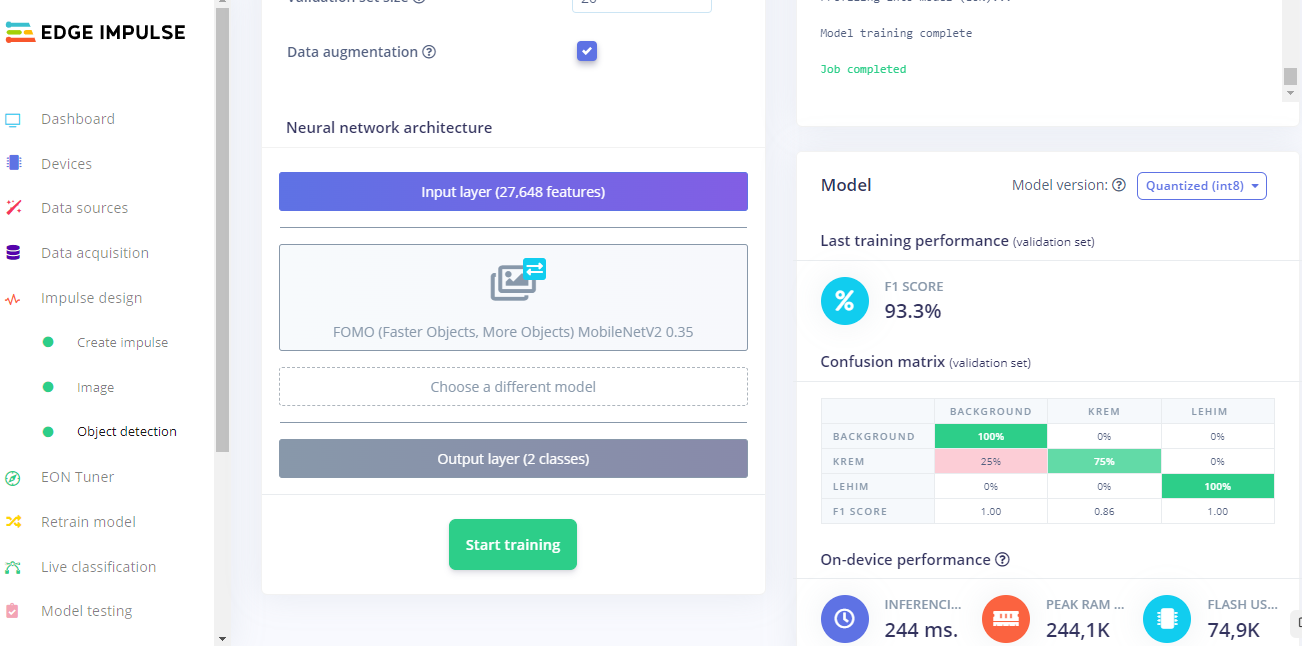 EDGE IMPULSE
Dashboard
Devices
Data sources
Data acquisition
Impulse design
Create impulse
Image
Object detection
EON Tuner
Retrain model
Live classification
Model testing
Validation set size
20
Data augmentation
Neural network architecture
Input layer (27,648 features)
FOMO (Faster Objects, More Objects) MobileNetV2 0.35
Choose a different model
Output layer (2 classes)
Start training
Model training complete
Job completed
Model
Model version: Quantized (int8)
Last training performance (validation set)
%
F1 SCORE
93.3%
Confusion matrix (validation set)
BACKGROUND KREM LEHIM
BACKGROUND 100% 0% 0%
KREM 25% 75% 0%
LEHIM 0% 0% 100%
F1 SCORE 1.00 0.86 1.00
On-device performance
INFERENCI... PEAK RAM ... FLASH US...
244 ms. 244,1K 74,9K